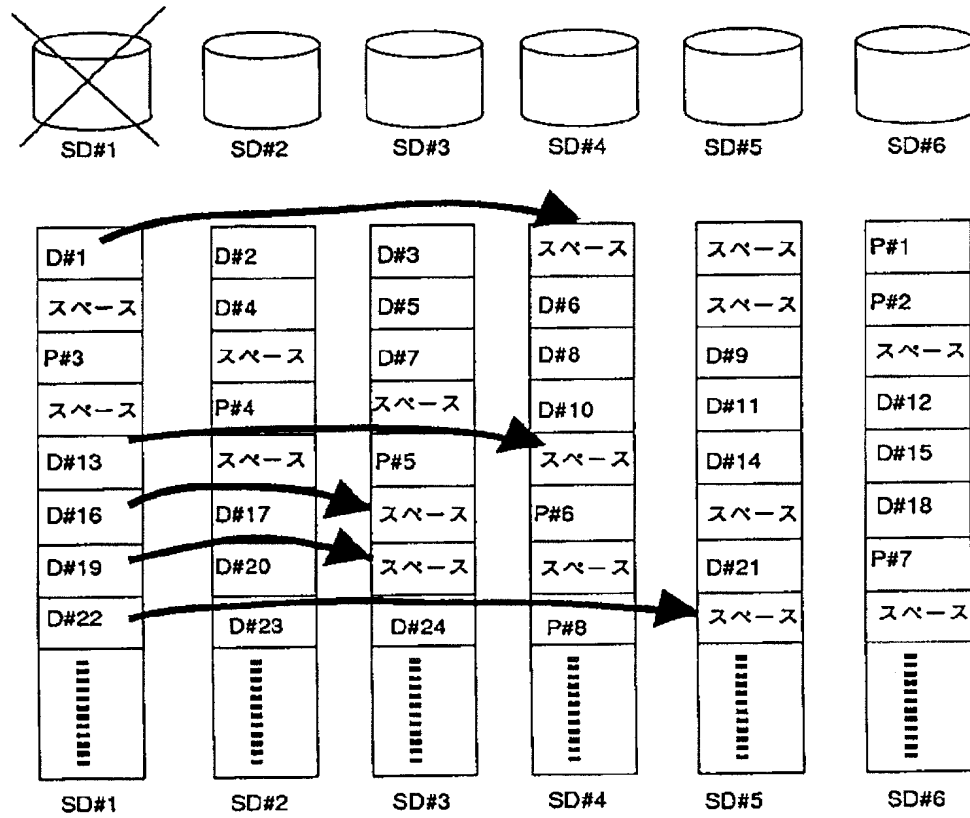 SD#1 SD#2 SD#3 SD#4 SD#5 SD#6
D#1 D#2 D#3 スペース スペース P#1
スペース D#4 D#5 D#6 スペース P#2
P#3 スペース D#7 D#8 D#9 スペース
スペース P#4 スペース D#10 D#11 D#12
D#13 スペース P#5 スペース D#14 D#15
D#16 D#17 スペース P#6 スペース D#18
D#19 D#20 スペース スペース D#21 P#7
D#22 D#23 D#24 P#8 スペース スペース
SD#1 SD#2 SD#3 SD#4 SD#5 SD#6